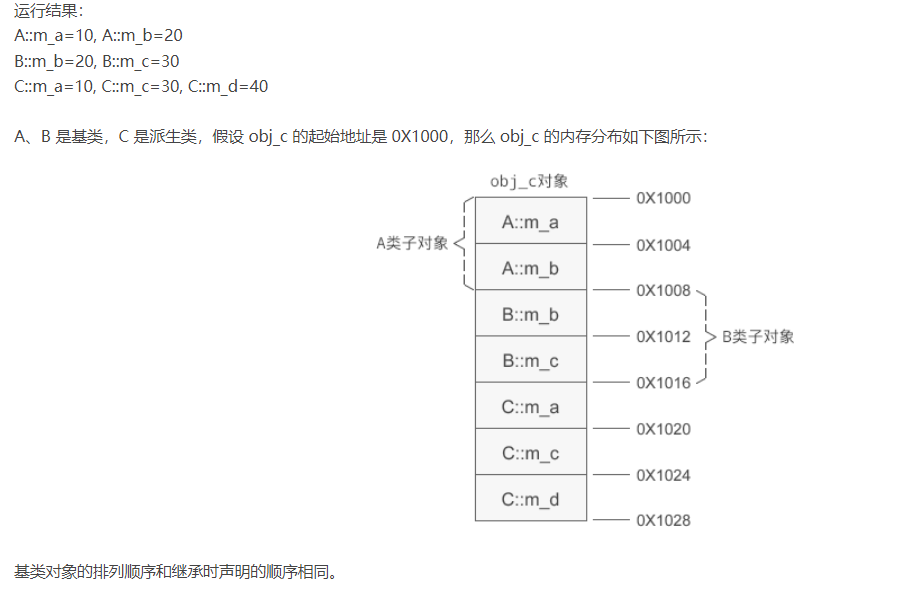 运行结果：
A::m_a=10, A::m_b=20
B::m_b=20, B::m_c=30
C::m_a=10, C::m_c=30, C::m_d=40
A、B 是基类，C 是派生类，假设 obj_c 的起始地址是 0X1000，那么 obj_c 的内存分布如下图所示：
obj_c对象
0X1000
A::m_a
A类子对象
0X1004
A::m_b
0X1008
B::m_b
0X1012
B类子对象
B::m_c
0X1016
C::m_a
0X1020
C::m_c
0X1024
C::m_d
0X1028
基类对象的排列顺序和继承时声明的顺序相同。